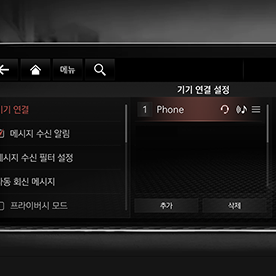 메뉴
기기 연결 설정
기기 연결
1 Phone
메시지 수신 알림
메시지 수신 필터 설정
자동 회신 메시지
프라이버시 모드
추가 삭제